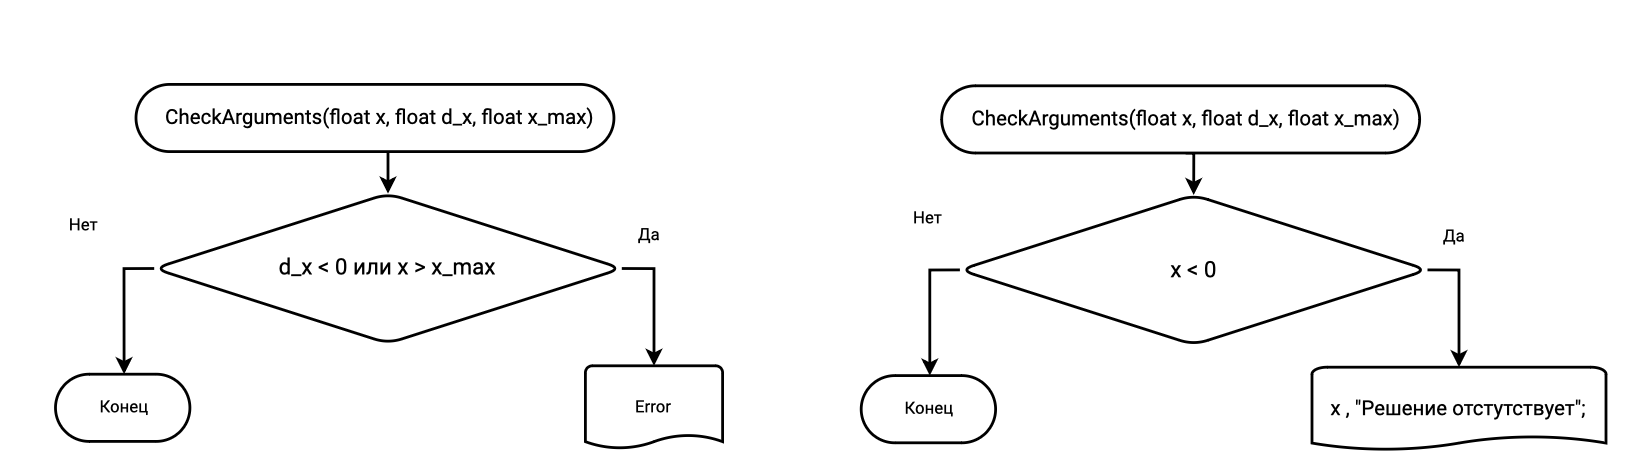 CheckArguments(float x, float d_x, float x_max)
Нет
Да
d_x < 0 или x > x_max
Конец
Error
CheckArguments(float x, float d_x, float x_max)
Нет
Да
x < 0
Конец
x , "Решение отстутствует";